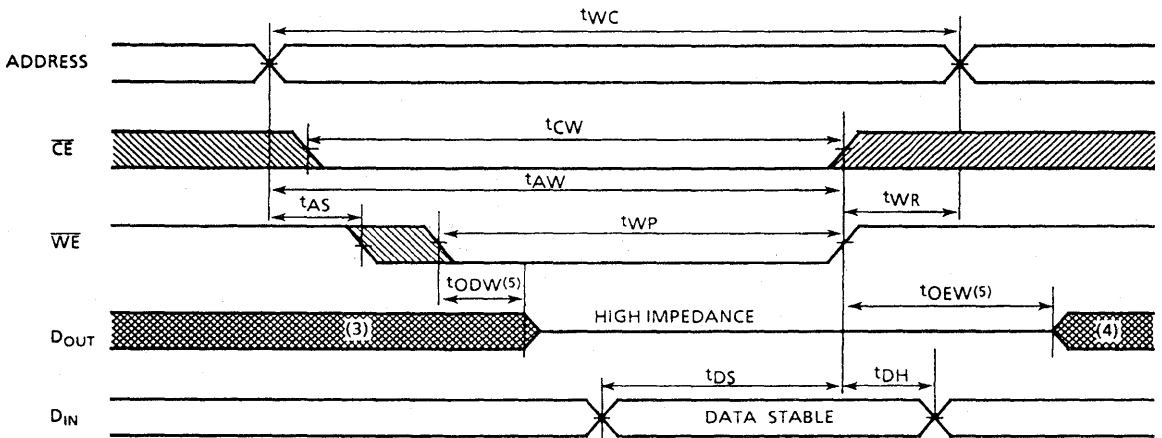 tWC
ADDRESS
tCW
CE
tAW
tAS
tWR
tWP
WE
tODW(5)
tOEW(5)
HIGH IMPEDANCE
DOUT
(3)
(4)
tDS
tDH
DIN
DATA STABLE